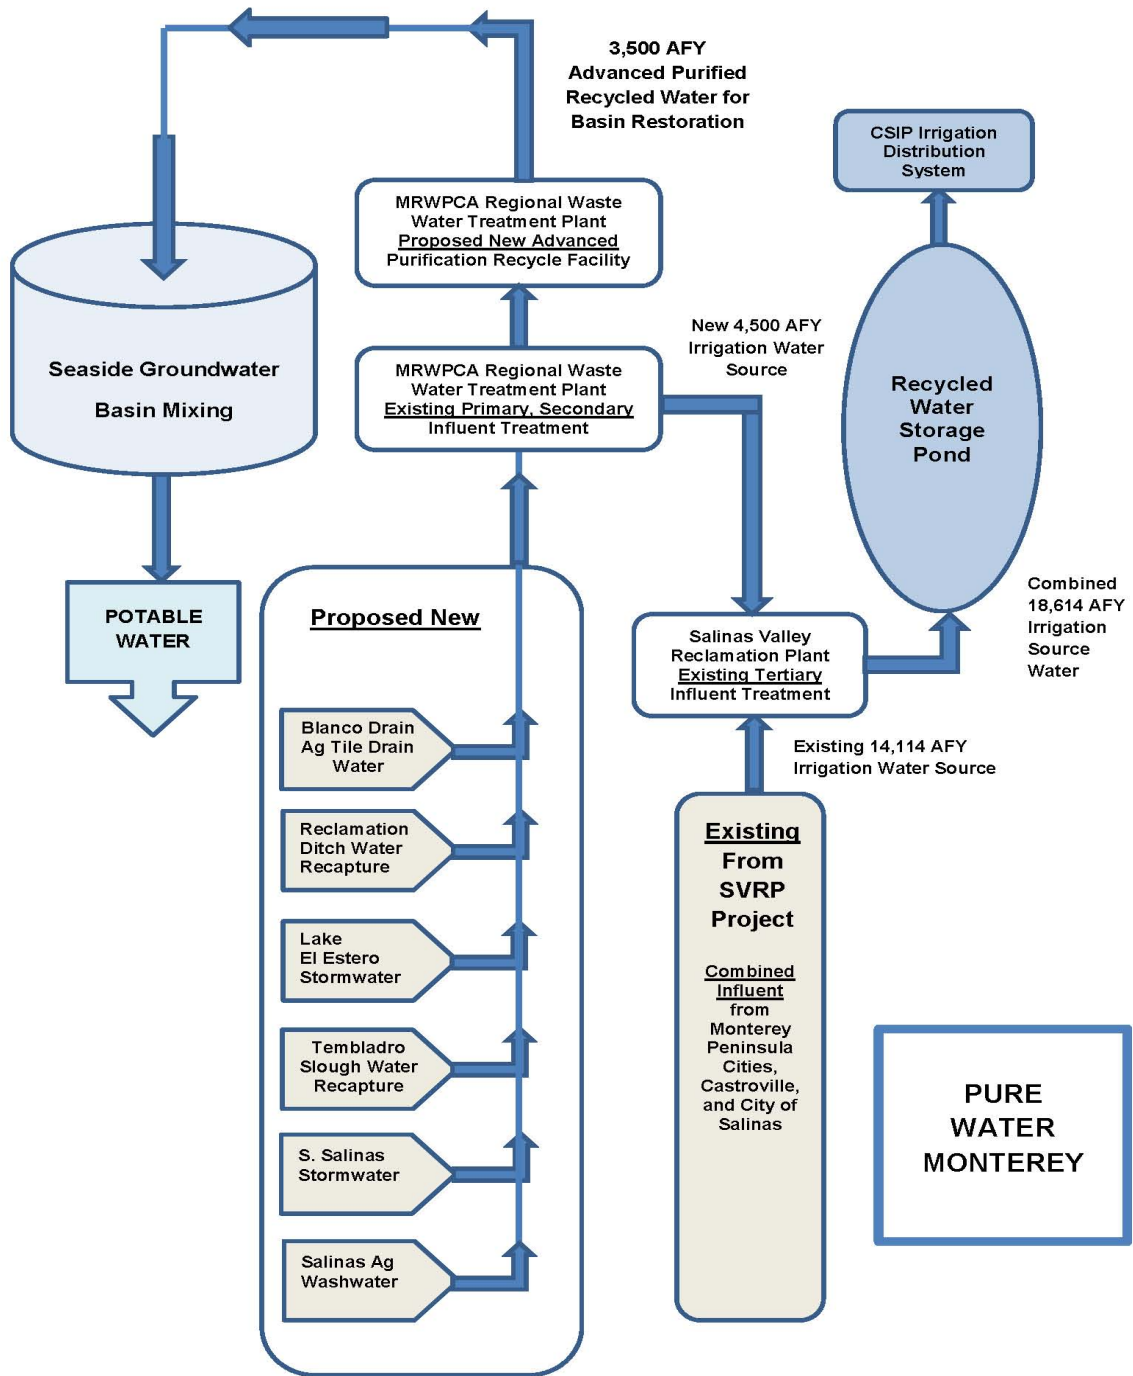 3,500 AFY
Advanced Purified
Recycled Water for
Basin Restoration
CSIP Irrigation
Distribution
System
MRWPCA Regional Waste
Water Treatment Plant
Proposed New Advanced
Purification Recycle Facility
Seaside Groundwater
Basin Mixing
New 4,500 AFY
Irrigation Water
Source
MRWPCA Regional Waste
Water Treatment Plant
Existing Primary, Secondary
Influent Treatment
Recycled
Water
Storage
Pond
POTABLE
WATER
Proposed New
Combined
18,614 AFY
Irrigation
Source
Water
Salinas Valley
Reclamation Plant
Existing Tertiary
Influent Treatment
Blanco Drain
Ag Tile Drain
Water
Existing 14,114 AFY
Irrigation Water Source
Reclamation
Ditch Water
Recapture
Lake
El Estero
Stormwater
Tembladro
Slough Water
Recapture
S. Salinas
Stormwater
Salinas Ag
Washwater
Existing
From
SVRP
Project
Combined
Influent
from
Monterey
Peninsula
Cities,
Castroville,
and City of
Salinas
PURE
WATER
MONTEREY